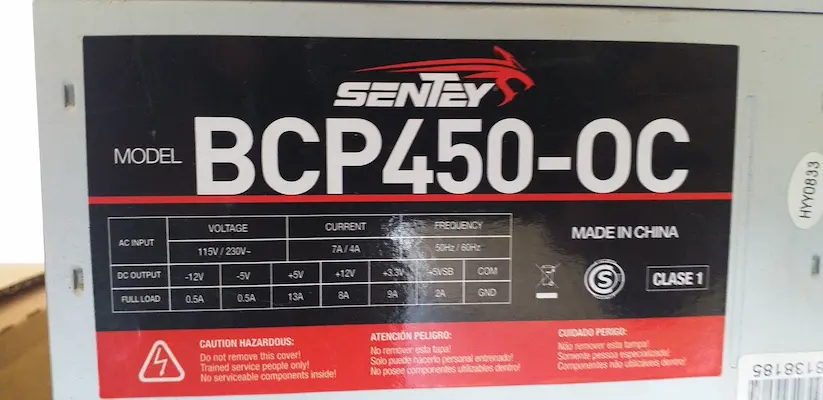 SENTEY
MODEL BCP450-OC
AC INPUT VOLTAGE CURRENT FREQUENCY
115V / 230V~ 7A / 4A 50Hz / 60Hz
DC OUTPUT -12V -5V +5V +12V +3.3V +5VSB COM
FULL LOAD 0.5A 0.5A 13A 8A 9A 2A GND
MADE IN CHINA
S
CLASE 1
HYY0833
CAUTION HAZARDOUS:
Do not remove this cover!
Trained service people only!
No serviceable components inside!
ATENCIÓN PELIGRO:
No remover esta tapa!
Solo puede hacerlo personal entrenado!
No posee componentes utilizables dentro!
CUIDADO PERIGO:
Não remover esta tampa!
Somente pessoa especializada!
Componentes não utilizáveis dentro!
8138185